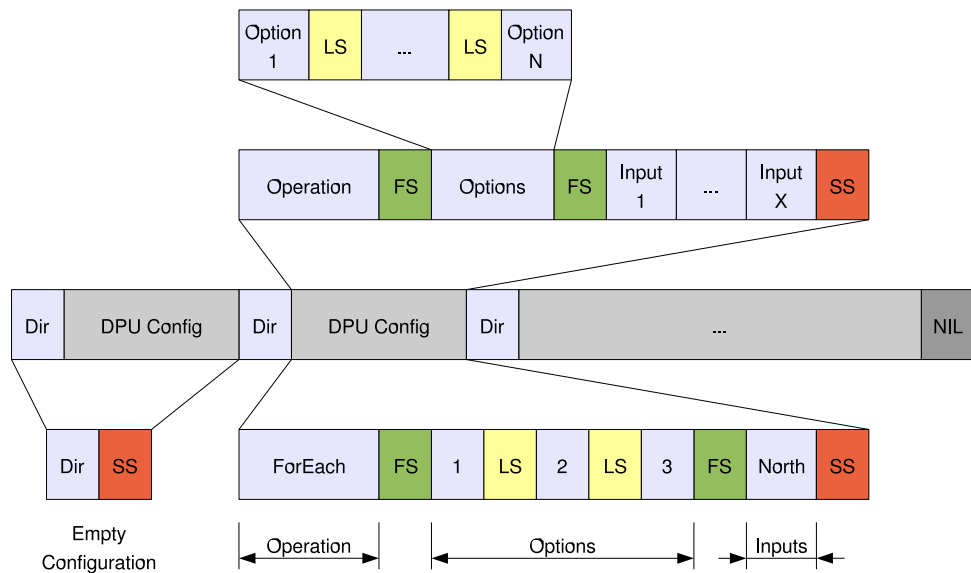 Option 1 LS ... LS Option N
Operation FS Options FS Input 1 ... Input X SS
Dir DPU Config Dir DPU Config Dir ... NIL
Dir SS ForEach FS 1 LS 2 LS 3 FS North SS
Empty Configuration Operation Options Inputs